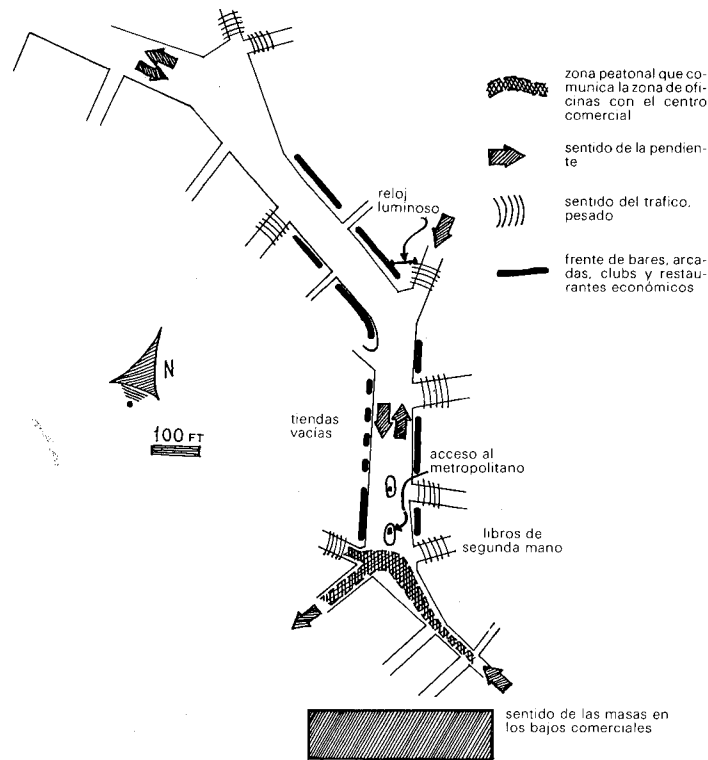 zona peatonal que co-
munica la zona de ofi-
cinas con el centro
comercial
sentido de la pendien-
te
reloj
luminoso
sentido del trafico,
pesado
frente de bares, arca-
das, clubs y restau-
rantes económicos
N
100 FT
tiendas
vacías
acceso al
metropolitano
libros de
segunda mano
sentido de las masas en
los bajos comerciales